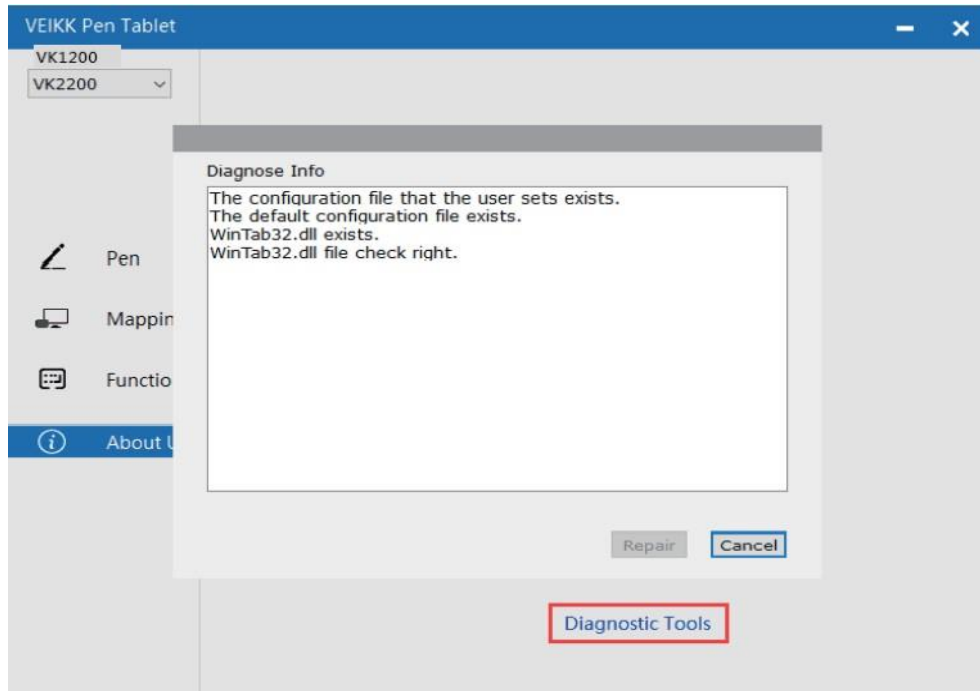 VEIKK Pen Tablet
VK1200
VK2200
Diagnose Info
The configuration file that the user sets exists.
The default configuration file exists.
WinTab32.dll exists.
WinTab32.dll file check right.
Pen
Mappin
Functio
About U
Repair
Cancel
Diagnostic Tools